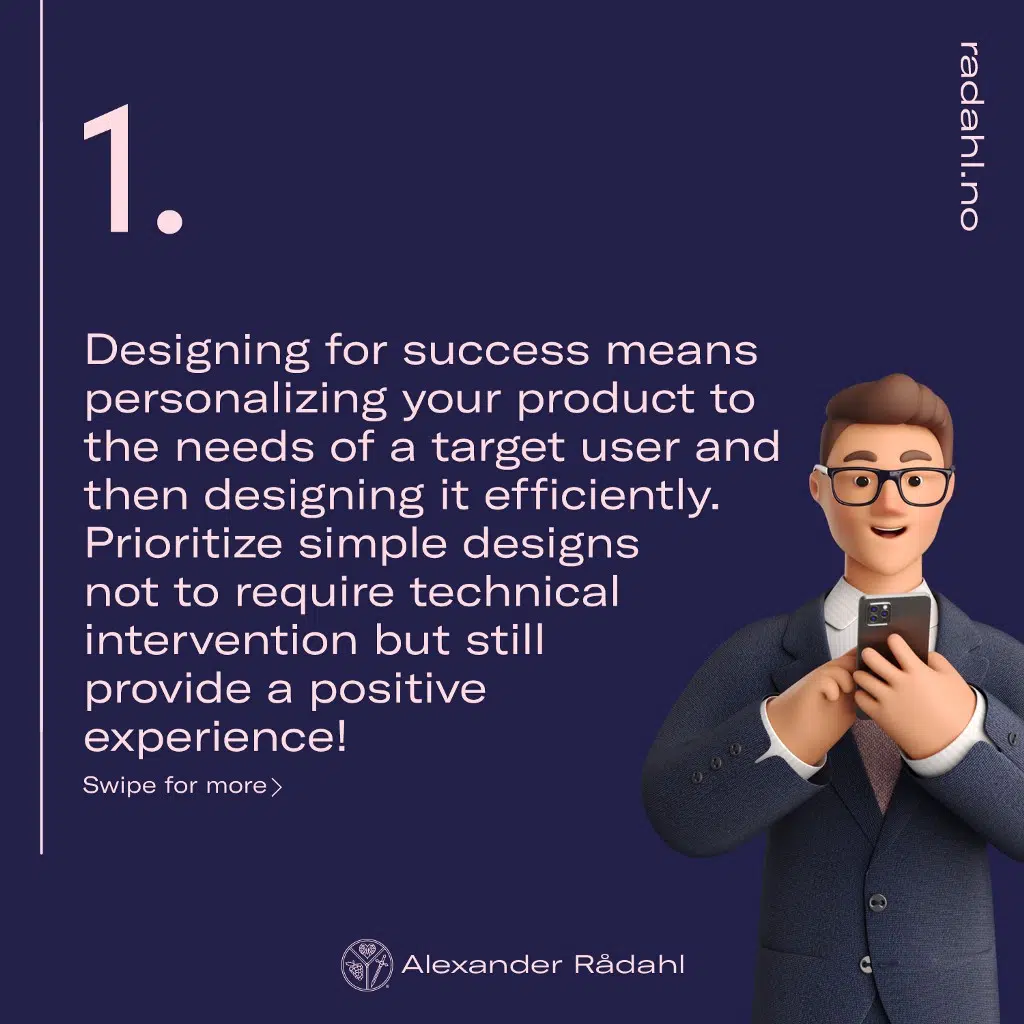 radahl.no
1.
Designing for success means
personalizing your product to
the needs of a target user and
then designing it efficiently.
Prioritize simple designs
not to require technical
intervention but still
provide a positive
experience!
Swipe for more>
Alexander Rådahl